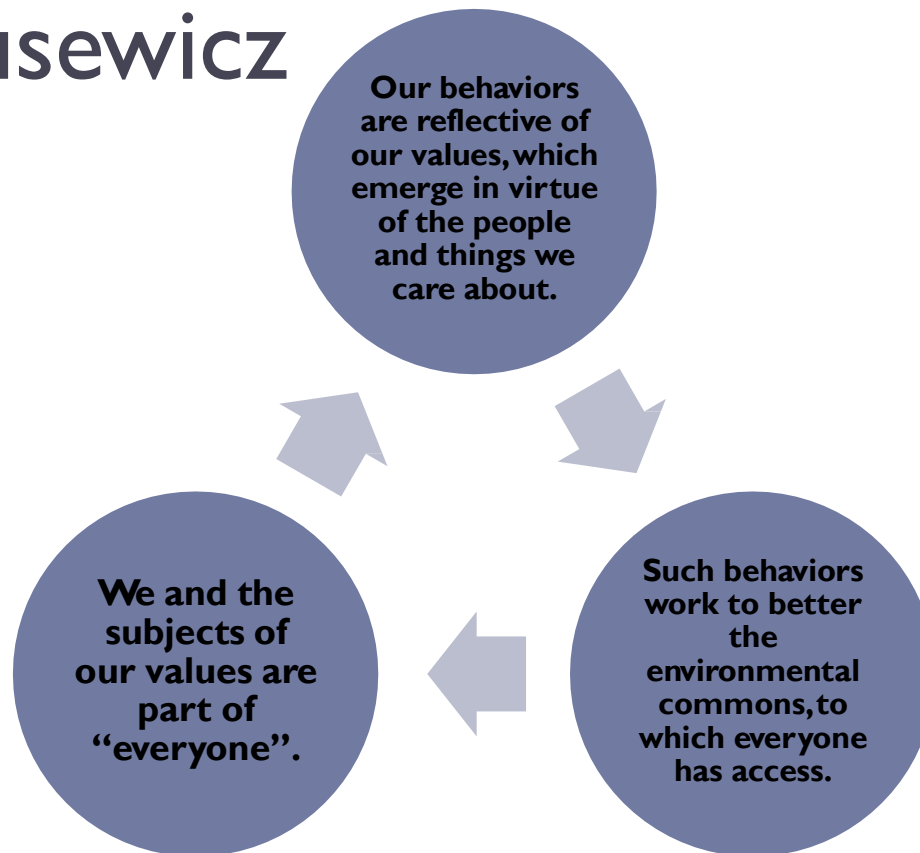 usewicz
Our behaviors
are reflective of
our values, which
emerge in virtue
of the people
and things we
care about.
Such behaviors
work to better
the
environmental
commons, to
which everyone
has access.
We and the
subjects of
our values are
part of
“everyone”.